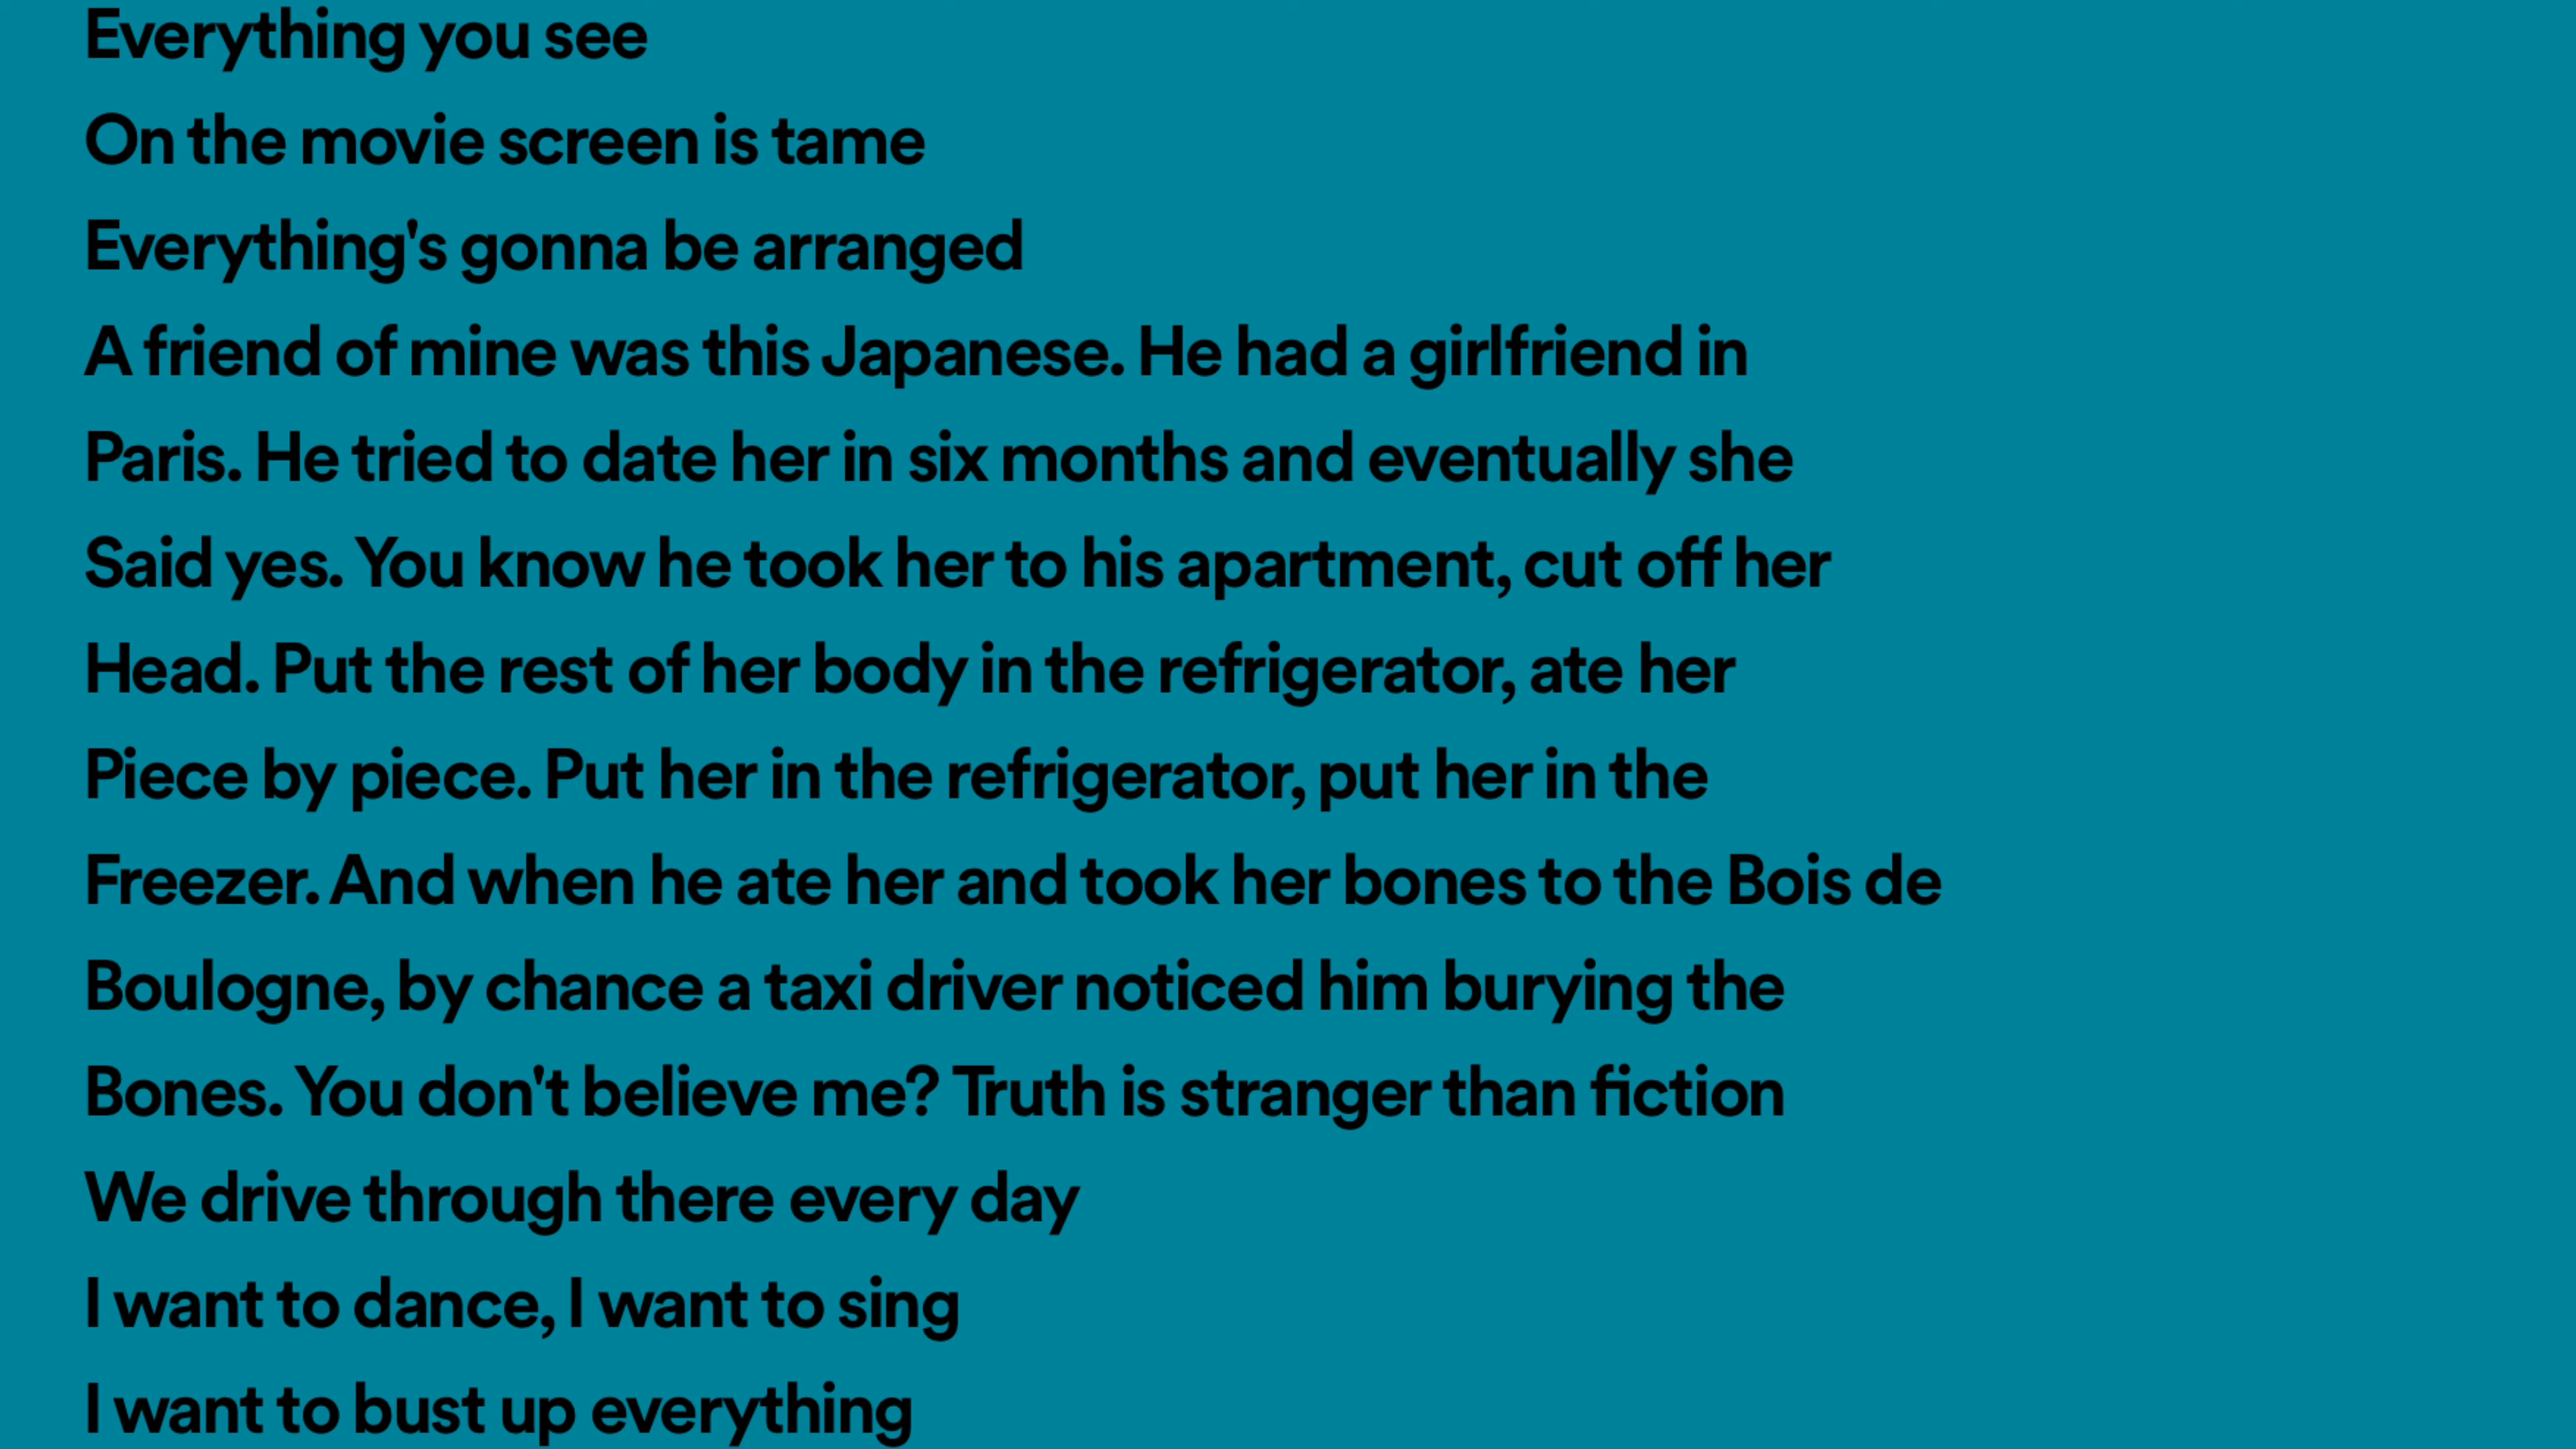 Everything you see
On the movie screen is tame
Everything's gonna be arranged
A friend of mine was this Japanese. He had a girlfriend in
Paris. He tried to date her in six months and eventually she
Said yes. You know he took her to his apartment, cut off her
Head. Put the rest of her body in the refrigerator, ate her
Piece by piece. Put her in the refrigerator, put her in the
Freezer. And when he ate her and took her bones to the Bois de
Boulogne, by chance a taxi driver noticed him burying the
Bones. You don't believe me? Truth is stranger than fiction
We drive through there every day
I want to dance, I want to sing
I want to bust up everything